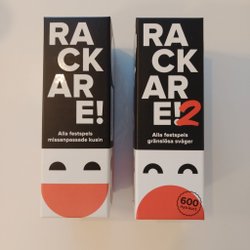 RA
CK
AR
E!
Alla festspels
missanpassade kusin
RA
CK
AR
E!2
Alla festspels
gränslösa svåger
600